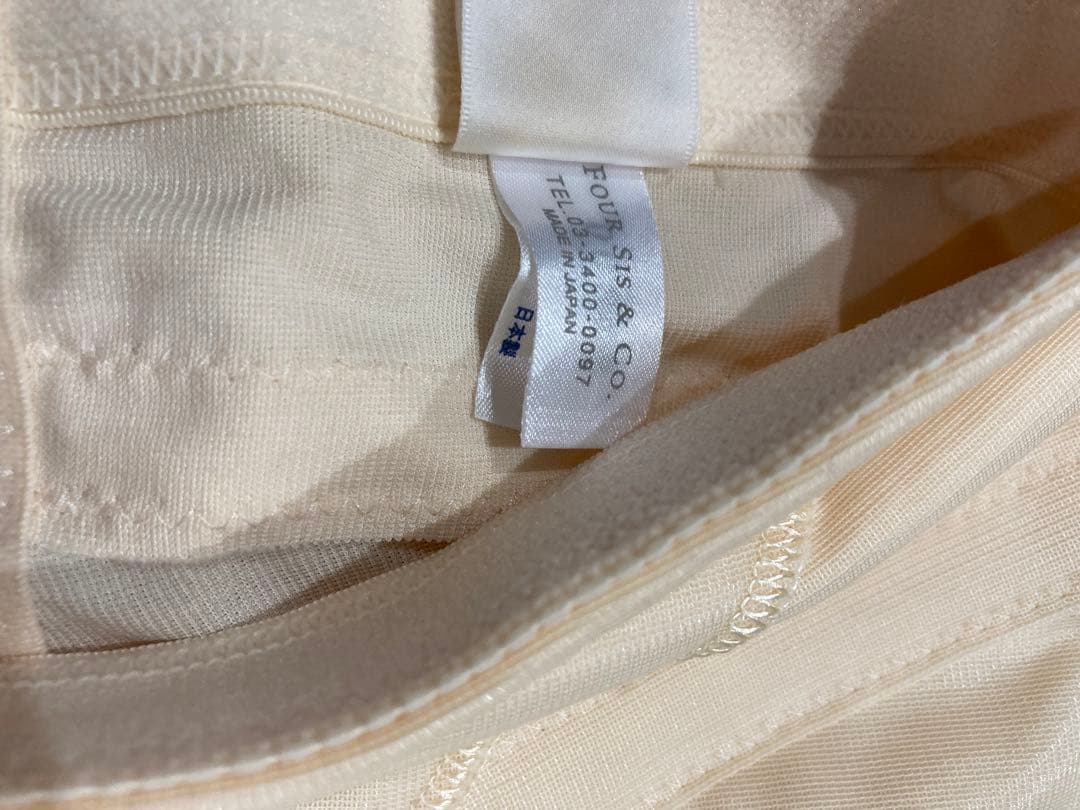 FOUR SIS & CO.
TEL.03-3400-0097
MADE IN JAPAN
日本製